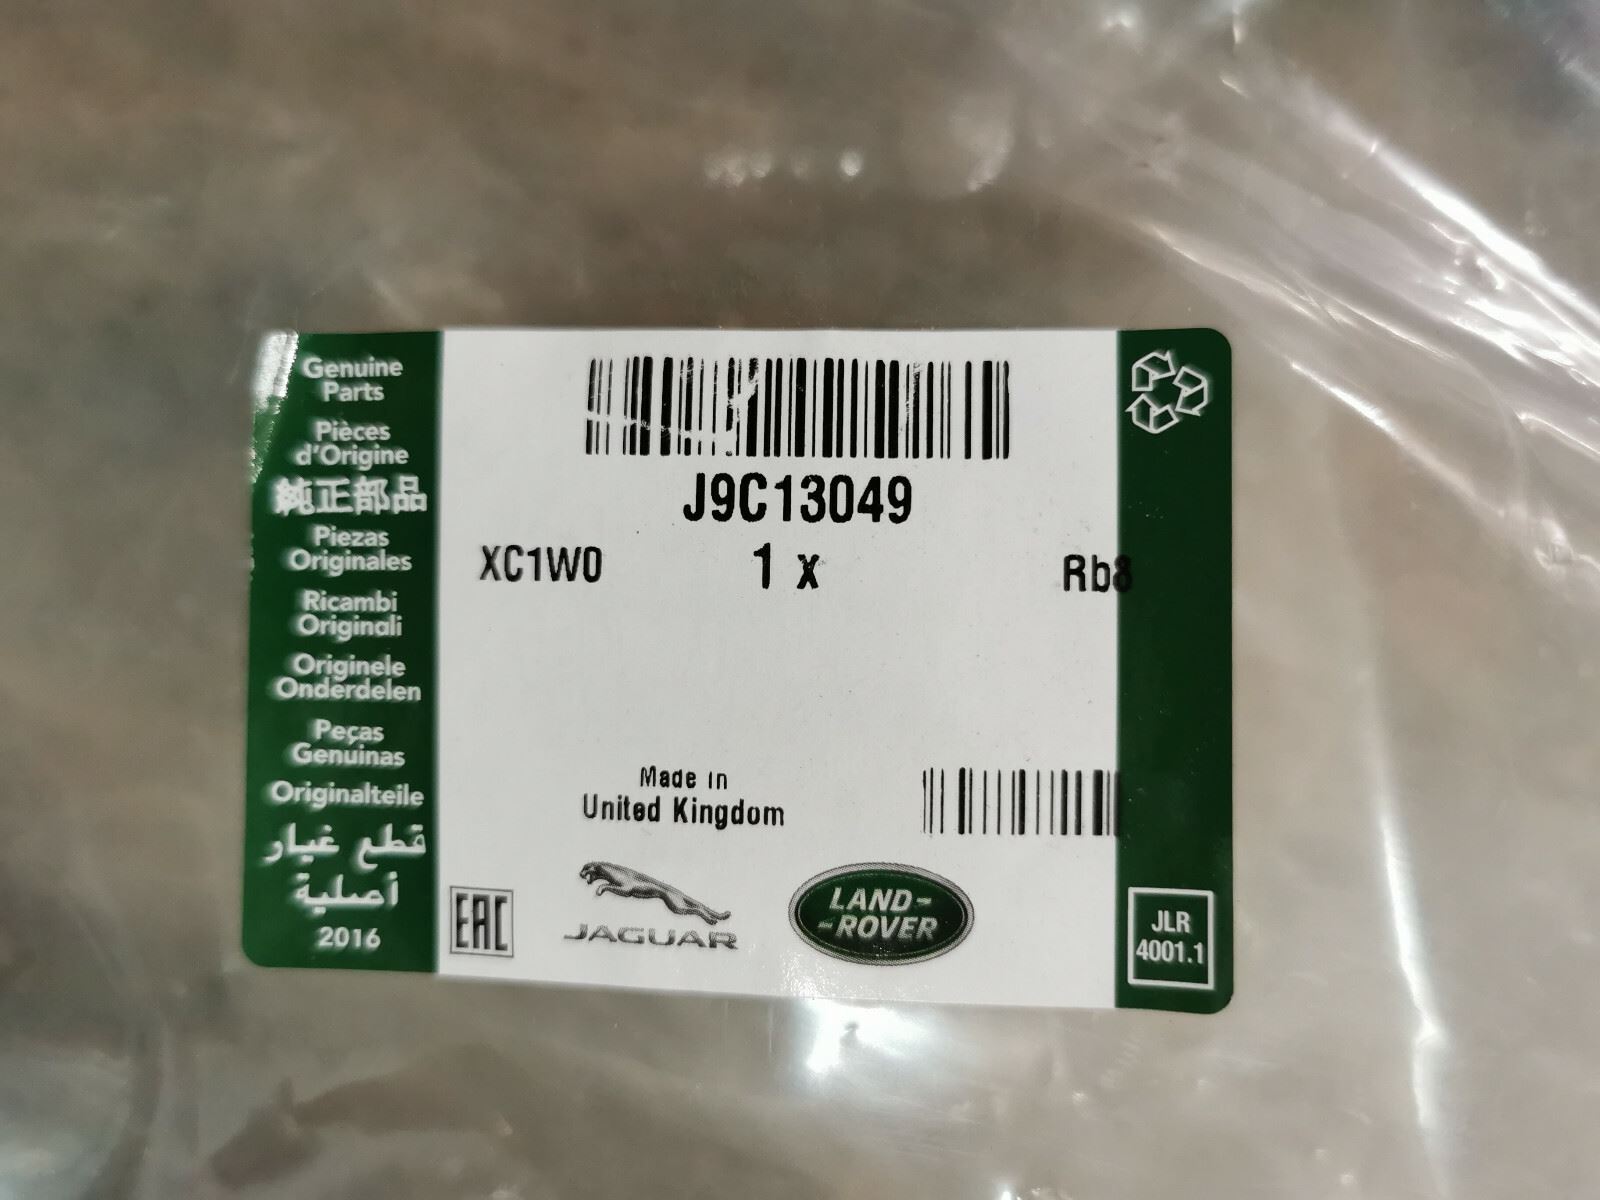 Genuine
Parts
Pièces
d'Origine
純正部品
Piezas
Originales
Ricambi
Originali
Originele
Onderdelen
Peças
Genuinas
Originalteile
قطع غيار
أصلية
2016
J9C13049
XC1W0 1 x Rb8
Made in
United Kingdom
EAC
JAGUAR
LAND-
-ROVER
JLR
4001.1